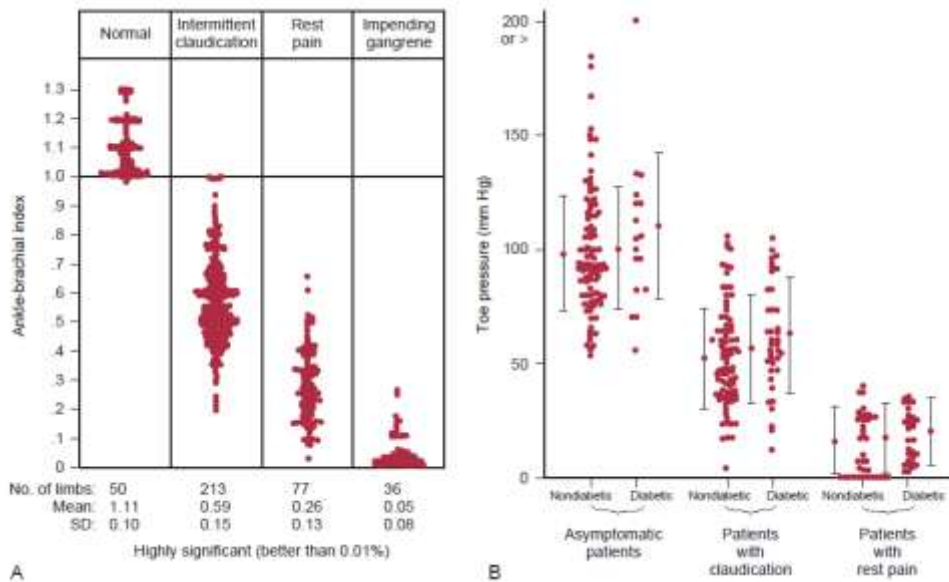 Normal
Intermittent claudication
Rest pain
Impending gangrene
Ankle-brachial index
1.3
1.2
1.1
1.0
.9
.8
.7
.6
.5
.4
.3
.2
.1
0
No. of limbs: 50 213 77 36
Mean: 1.11 0.59 0.26 0.05
SD: 0.10 0.15 0.13 0.08
Highly significant (better than 0.01%)
A
Toe pressure (mm Hg)
200
or >
150
100
50
0
Nondiabetic Diabetic Nondiabetic Diabetic Nondiabetic Diabetic
Asymptomatic patients
Patients with claudication
Patients with rest pain
B